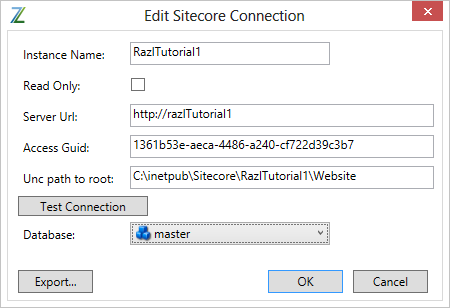 Edit Sitecore Connection
Instance Name: RazlTutorial1
Read Only:
Server Url: http://razlTutorial1
Access Guid: 1361b53e-aeca-4486-a240-cf722d39c3b7
Unc path to root: C:\inetpub\Sitecore\RazlTutorial1\Website
Test Connection
Database: master
Export... OK Cancel